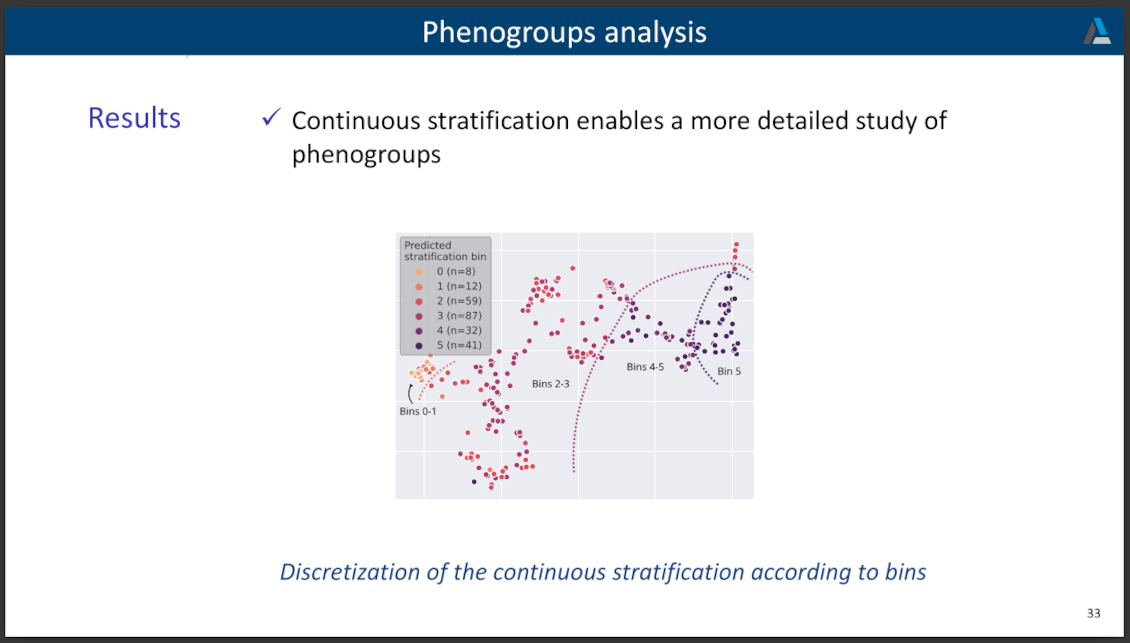 Phenogroups analysis
Results
✓ Continuous stratification enables a more detailed study of
phenogroups
Predicted
stratification bin
0 (n=8)
1 (n=12)
2 (n=59)
3 (n=87)
4 (n=32)
5 (n=41)
Bins 0-1
Bins 2-3
Bins 4-5
Bin 5
Discretization of the continuous stratification according to bins
33